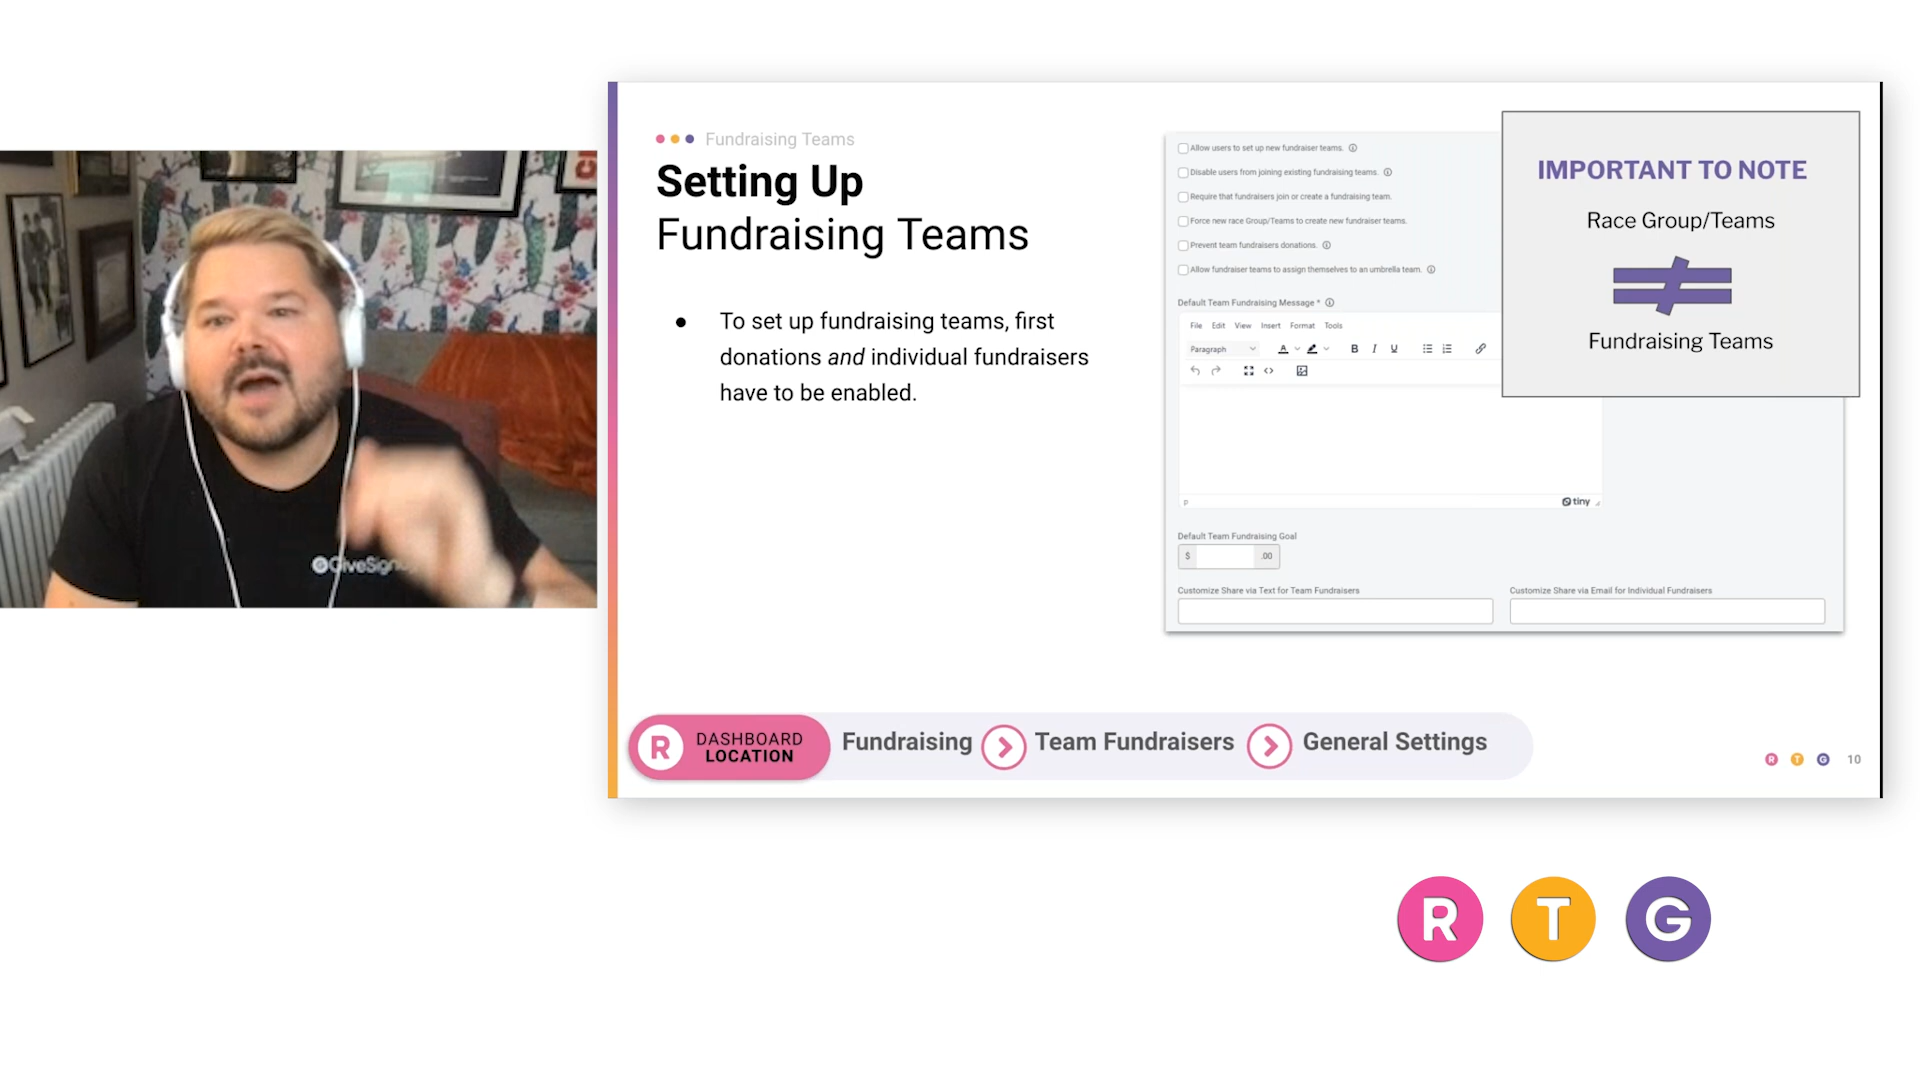 GiveSign
Fundraising Teams
Setting Up
Fundraising Teams
● To set up fundraising teams, first
donations and individual fundraisers
have to be enabled.
Allow users to set up new fundraiser teams.
Disable users from joining existing fundraising teams.
Require that fundraisers join or create a fundraising team.
Force new race Group/Teams to create new fundraiser teams.
Prevent team fundraisers donations.
Allow fundraiser teams to assign themselves to an umbrella team.
Default Team Fundraising Message *
File Edit View Insert Format Tools
Paragraph A B I U
P
tiny
Default Team Fundraising Goal
$ .00
Customize Share via Text for Team Fundraisers
Customize Share via Email for Individual Fundraisers
IMPORTANT TO NOTE
Race Group/Teams
≠
Fundraising Teams
R DASHBOARD
LOCATION
Fundraising > Team Fundraisers > General Settings
R T G 10
R T G